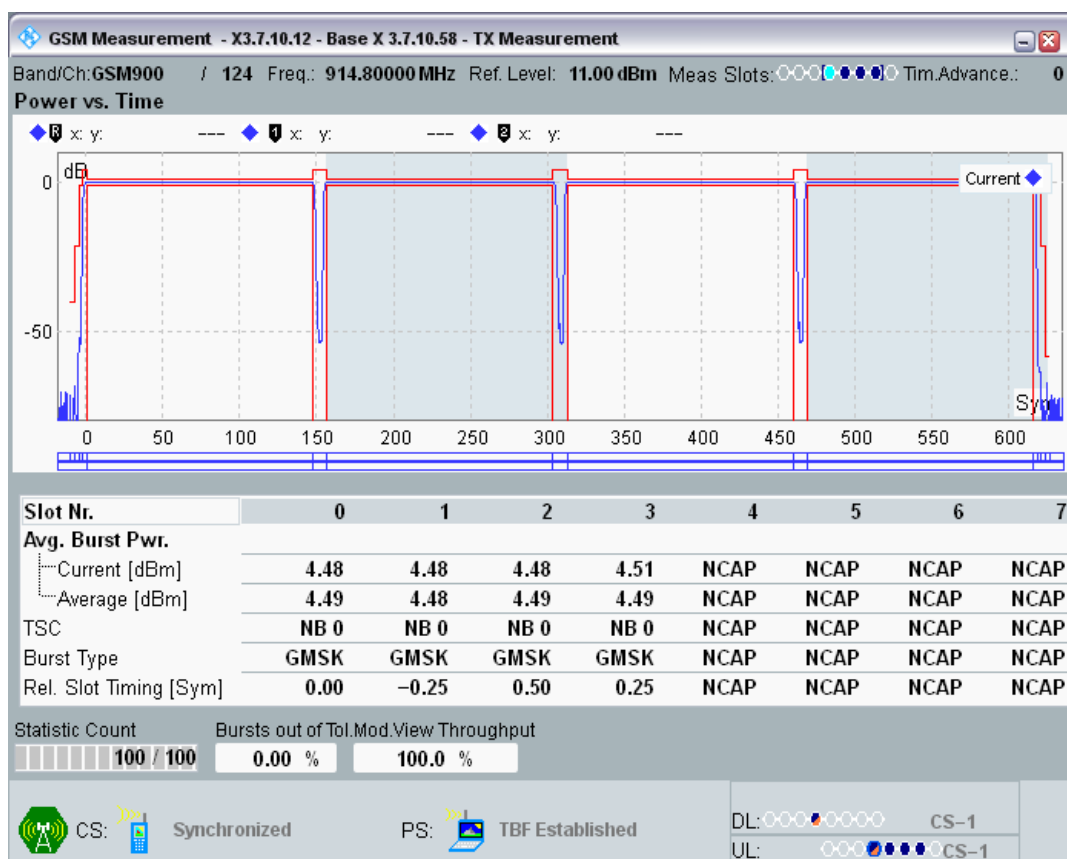 GSM Measurement - X3.7.10.12 - Base X 3.7.10.58 - TX Measurement
Band/Ch:GSM900 / 124 Freq.: 914.80000 MHz Ref. Level: 11.00 dBm Meas Slots: Tim.Advance.: 0
Power vs. Time
R x: y: --- 1 x: y: --- 2 x: y: ---
dB
Current
0
-50
Sym
0 50 100 150 200 250 300 350 400 450 500 550 600
Slot Nr. 0 1 2 3 4 5 6 7
Avg. Burst Pwr.
Current [dBm] 4.48 4.48 4.48 4.51 NCAP NCAP NCAP NCAP
Average [dBm] 4.49 4.48 4.49 4.49 NCAP NCAP NCAP NCAP
TSC NB 0 NB 0 NB 0 NB 0 NCAP NCAP NCAP NCAP
Burst Type GMSK GMSK GMSK GMSK NCAP NCAP NCAP NCAP
Rel. Slot Timing [Sym] 0.00 −0.25 0.50 0.25 NCAP NCAP NCAP NCAP
Statistic Count Bursts out of Tol. Mod.View Throughput
100 / 100 0.00 % 100.0 %
CS: Synchronized PS: TBF Established DL: CS−1
UL: CS−1